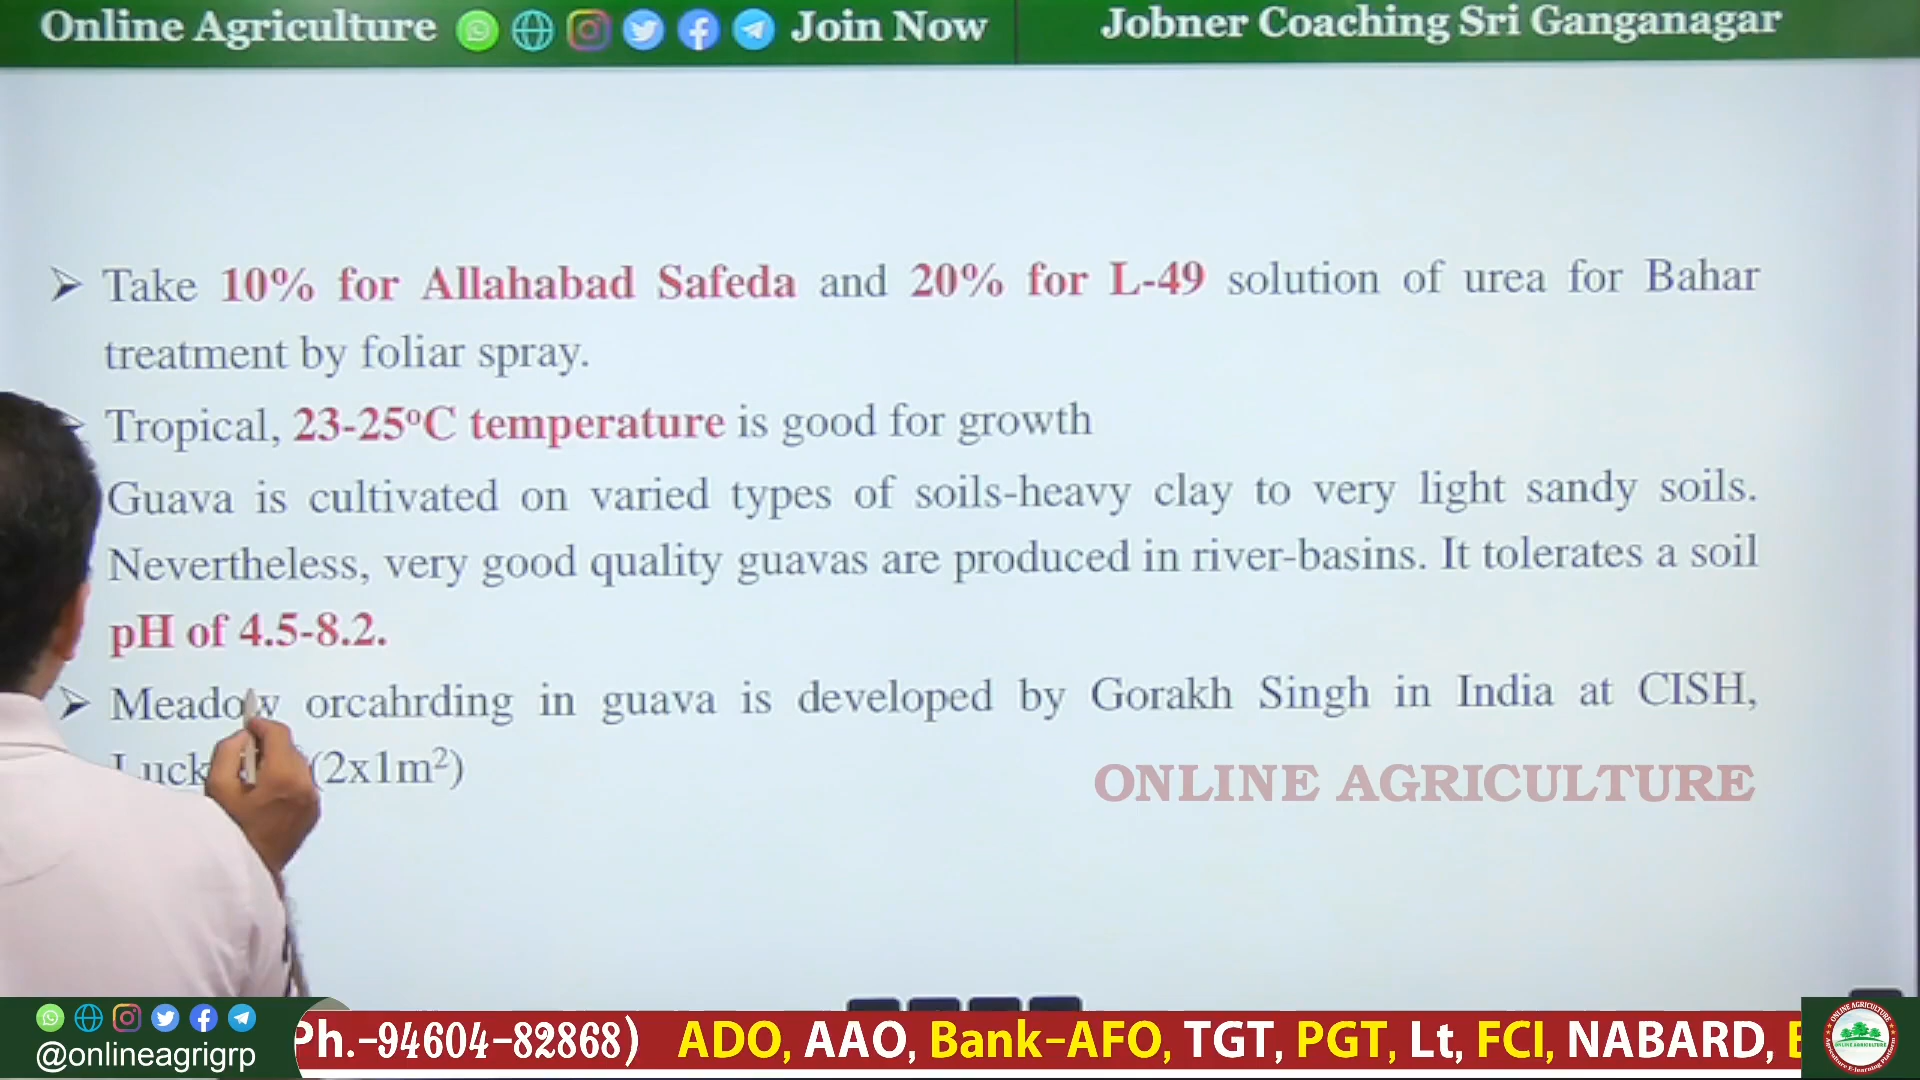 Online Agriculture Join Now Jobner Coaching Sri Ganganagar
Take 10% for Allahabad Safeda and 20% for L-49 solution of urea for Bahar
treatment by foliar spray.
Tropical, 23-25°C temperature is good for growth
Guava is cultivated on varied types of soils-heavy clay to very light sandy soils.
Nevertheless, very good quality guavas are produced in river-basins. It tolerates a soil
pH of 4.5-8.2.
Meadow orcahrding in guava is developed by Gorakh Singh in India at CISH,
(2x1m²)
ONLINE AGRICULTURE
@onlineagrigrp
Ph.-94604-82868) ADO, AAO, Bank-AFO, TGT, PGT, Lt, FCI, NABARD,